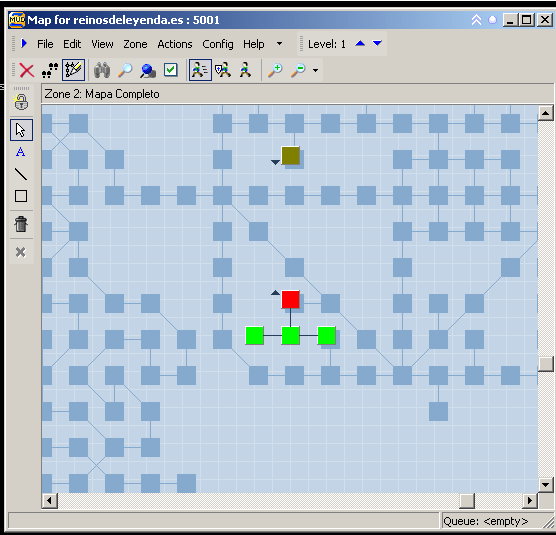 MUD Map for reinosdeleyenda.es : 5001
File Edit View Zone Actions Config Help Level: 1
Zone 2: Mapa Completo
A
Queue: <empty>